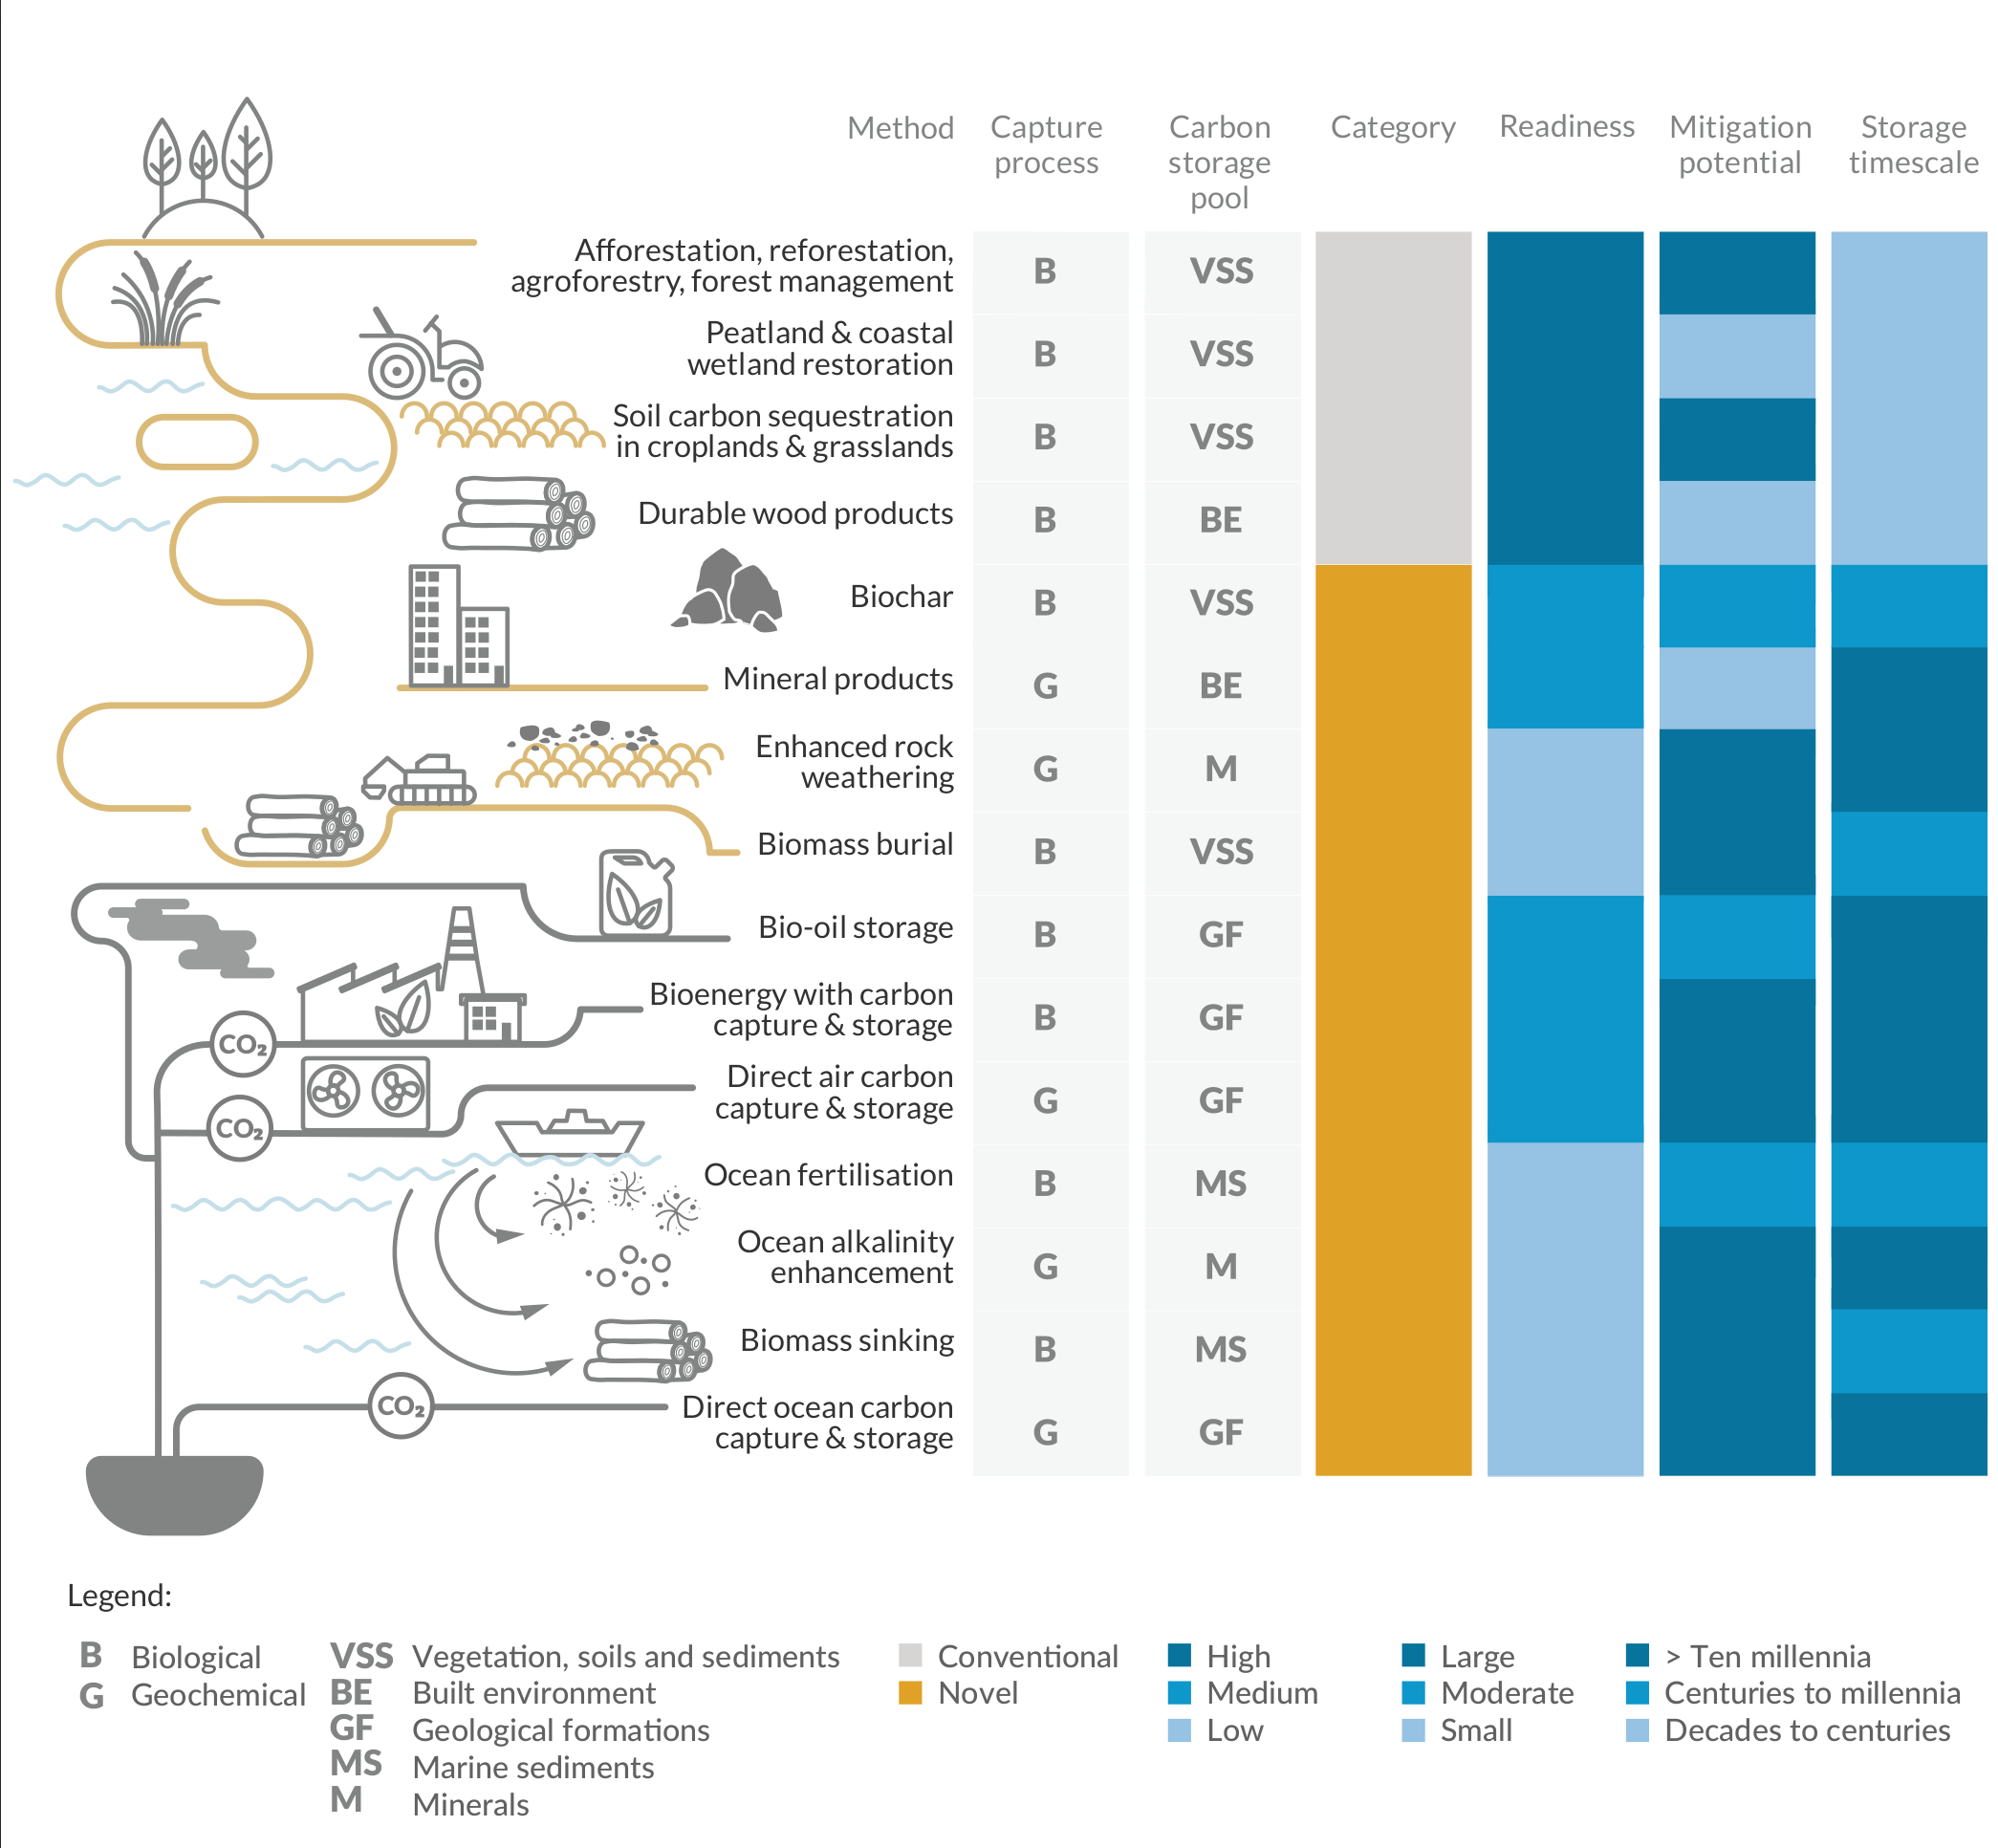 Method
Capture
process
Carbon
storage
pool
Category
Readiness
Mitigation
potential
Storage
timescale
Afforestation, reforestation,
agroforestry, forest management
B
VSS
Peatland & coastal
wetland restoration
B
VSS
Soil carbon sequestration
in croplands & grasslands
B
VSS
Durable wood products
B
BE
Biochar
B
VSS
Mineral products
G
BE
Enhanced rock
weathering
G
M
Biomass burial
B
VSS
Bio-oil storage
B
GF
Bioenergy with carbon
capture & storage
B
GF
CO₂
Direct air carbon
capture & storage
G
GF
CO₂
Ocean fertilisation
B
MS
Ocean alkalinity
enhancement
G
M
Biomass sinking
B
MS
CO₂
Direct ocean carbon
capture & storage
G
GF
Legend:
B Biological
G Geochemical
VSS Vegetation, soils and sediments
BE Built environment
GF Geological formations
MS Marine sediments
M Minerals
Conventional
Novel
High
Medium
Low
Large
Moderate
Small
> Ten millennia
Centuries to millennia
Decades to centuries